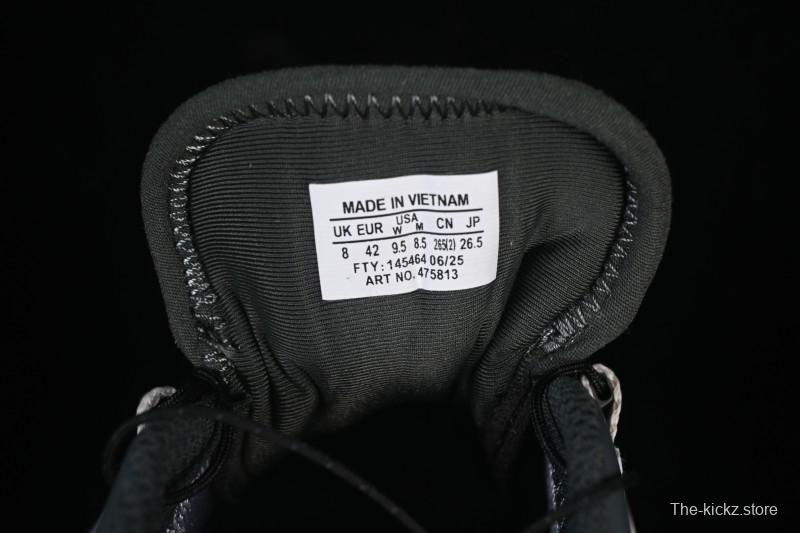 MADE IN VIETNAM
UK EUR USA W M CN JP
8 42 9.5 8.5 265(2) 26.5
FTY: 145464 06/25
ART NO. 475813
The-kickz.store